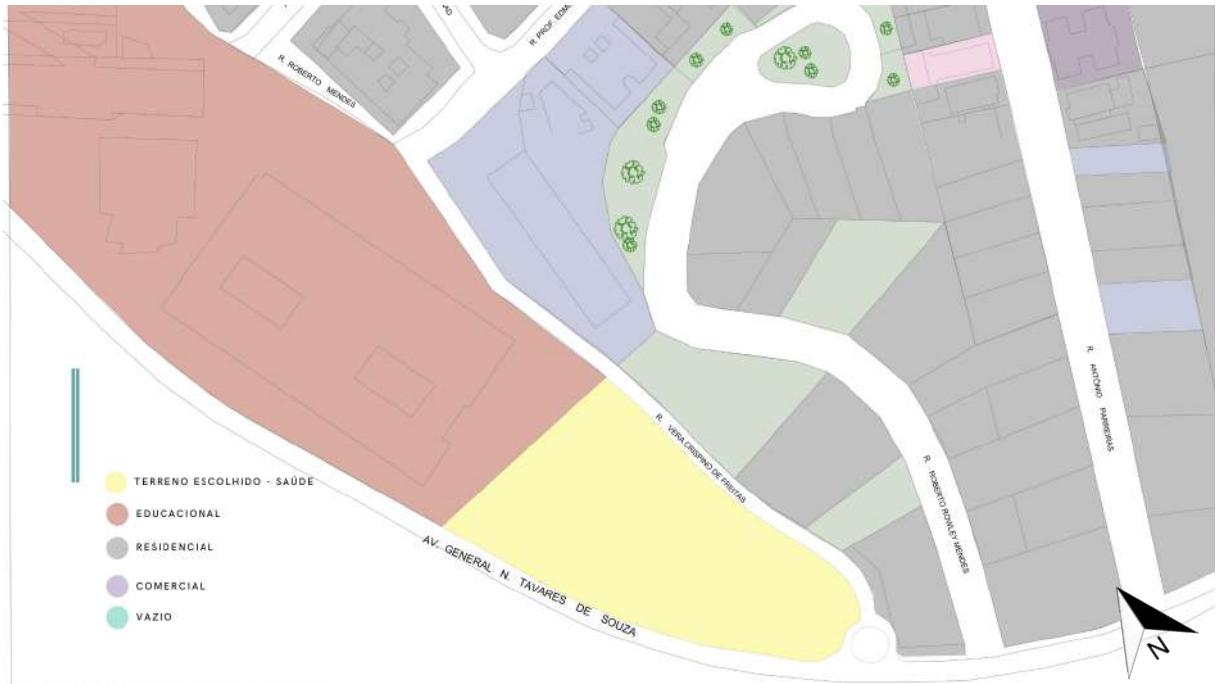 R. ROBERTO MENDES
R. PROF. EDM
R. VERA CRISPINO DE FREITAS
R. ANTÔNIO PARREIRAS
R. ROBERTO ROWLEY MENDES
AV. GENERAL N. TAVARES DE SOUZA
TERRENO ESCOLHIDO - SAÚDE
EDUCACIONAL
RESIDENCIAL
COMERCIAL
VAZIO
N